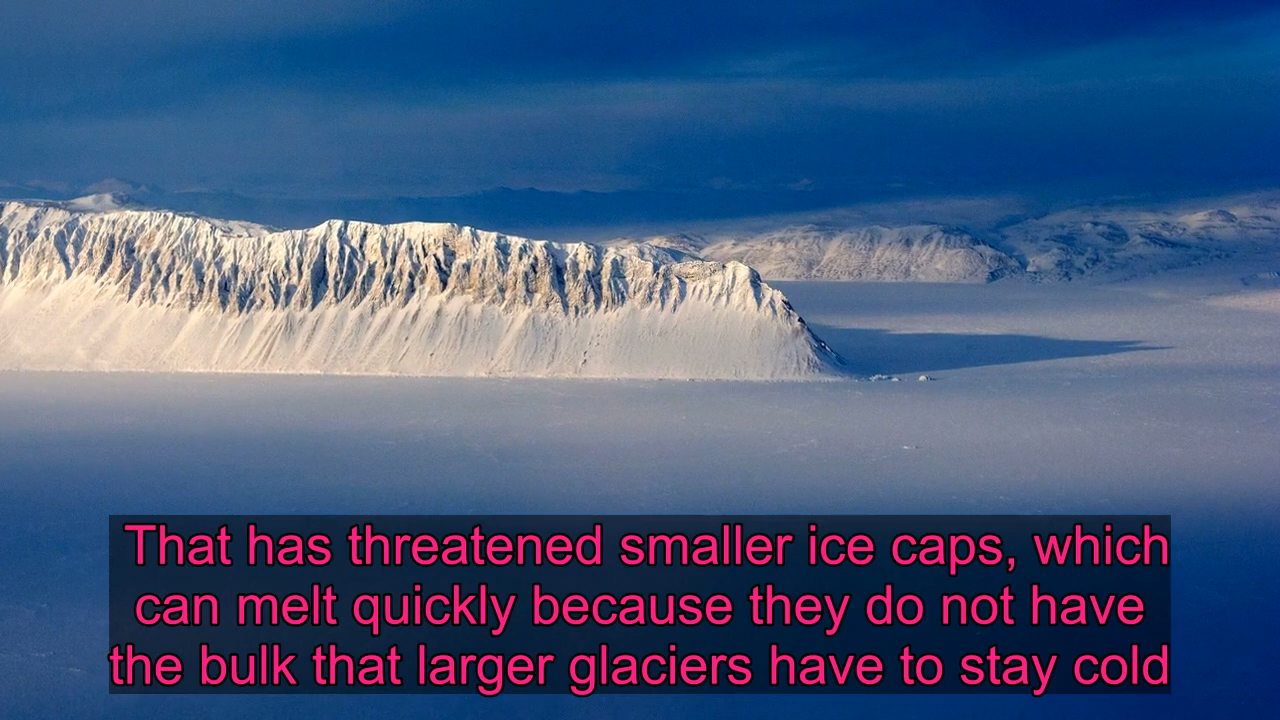 That has threatened smaller ice caps, which
can melt quickly because they do not have
the bulk that larger glaciers have to stay cold